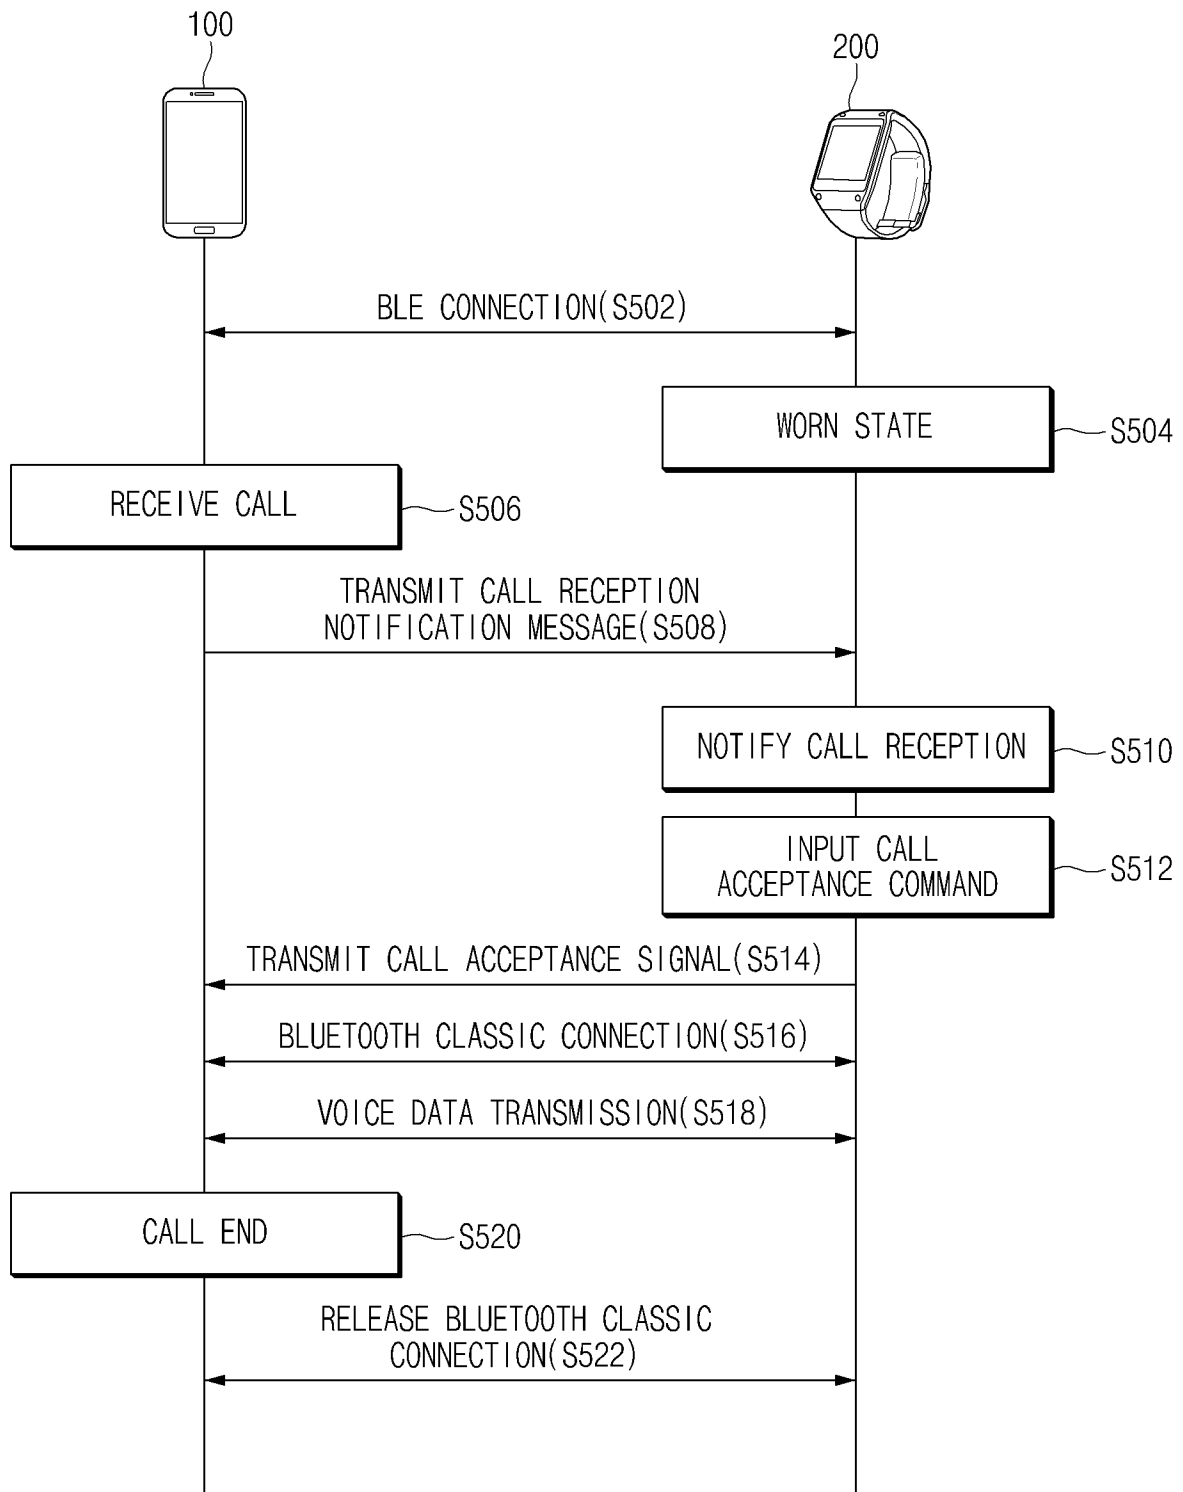 100
200
BLE CONNECTION(S502)
WORN STATE
S504
RECEIVE CALL
S506
TRANSMIT CALL RECEPTION
NOTIFICATION MESSAGE(S508)
NOTIFY CALL RECEPTION
S510
INPUT CALL
ACCEPTANCE COMMAND
S512
TRANSMIT CALL ACCEPTANCE SIGNAL(S514)
BLUETOOTH CLASSIC CONNECTION(S516)
VOICE DATA TRANSMISSION(S518)
CALL END
S520
RELEASE BLUETOOTH CLASSIC
CONNECTION(S522)